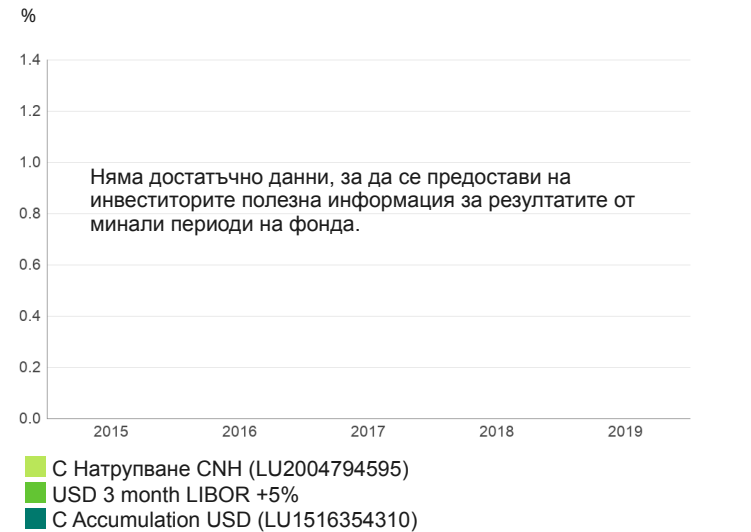 %
1.4
1.2
1.0
Няма достатъчно данни, за да се предостави на
инвеститорите полезна информация за резултатите от
минали периоди на фонда.
0.8
0.6
0.4
0.2
0.0
2015 2016 2017 2018 2019
С Натрупване CNH (LU2004794595)
USD 3 month LIBOR +5%
C Accumulation USD (LU1516354310)